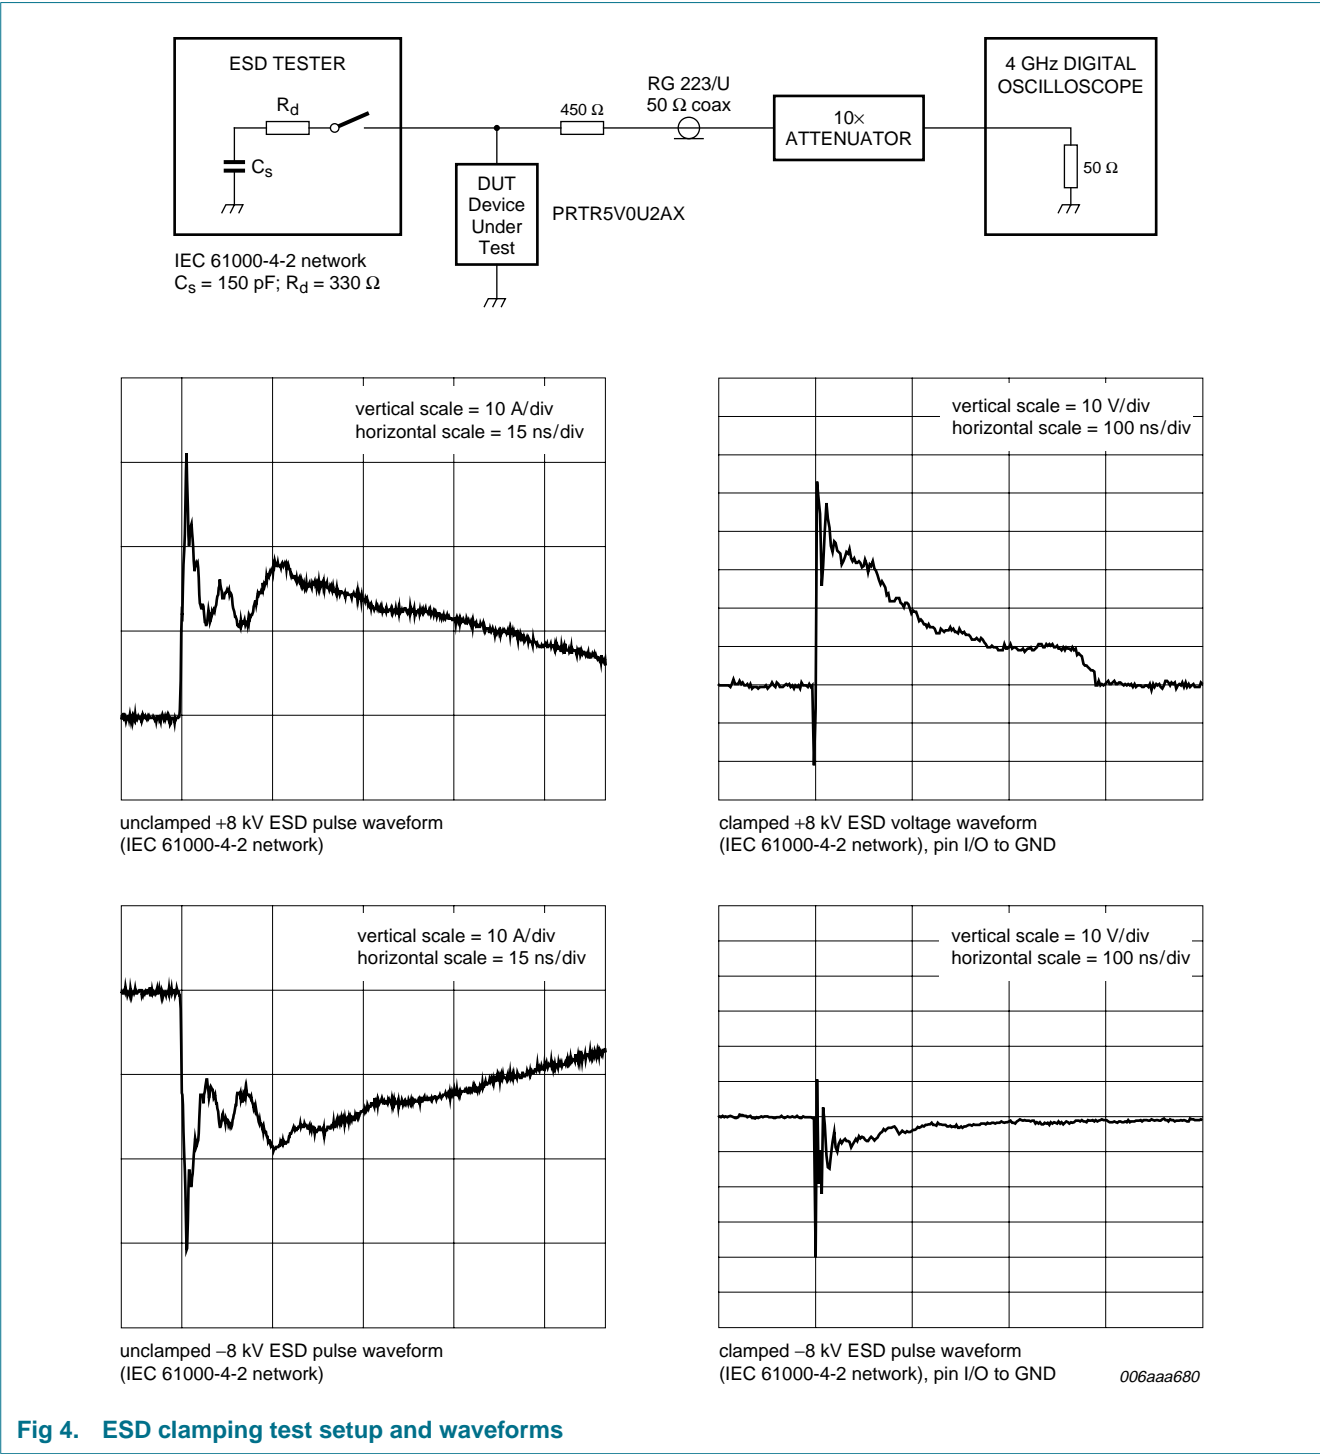 ESD TESTER
Rd
Cs
IEC 61000-4-2 network
Cs = 150 pF; Rd = 330 Ω
450 Ω
RG 223/U
50 Ω coax
10×
ATTENUATOR
4 GHz DIGITAL
OSCILLOSCOPE
50 Ω
DUT
Device
Under
Test
PRTR5V0U2AX
vertical scale = 10 A/div
horizontal scale = 15 ns/div
unclamped +8 kV ESD pulse waveform
(IEC 61000-4-2 network)
vertical scale = 10 V/div
horizontal scale = 100 ns/div
clamped +8 kV ESD voltage waveform
(IEC 61000-4-2 network), pin I/O to GND
vertical scale = 10 A/div
horizontal scale = 15 ns/div
unclamped −8 kV ESD pulse waveform
(IEC 61000-4-2 network)
vertical scale = 10 V/div
horizontal scale = 100 ns/div
clamped −8 kV ESD pulse waveform
(IEC 61000-4-2 network), pin I/O to GND
006aaa680
Fig 4. ESD clamping test setup and waveforms